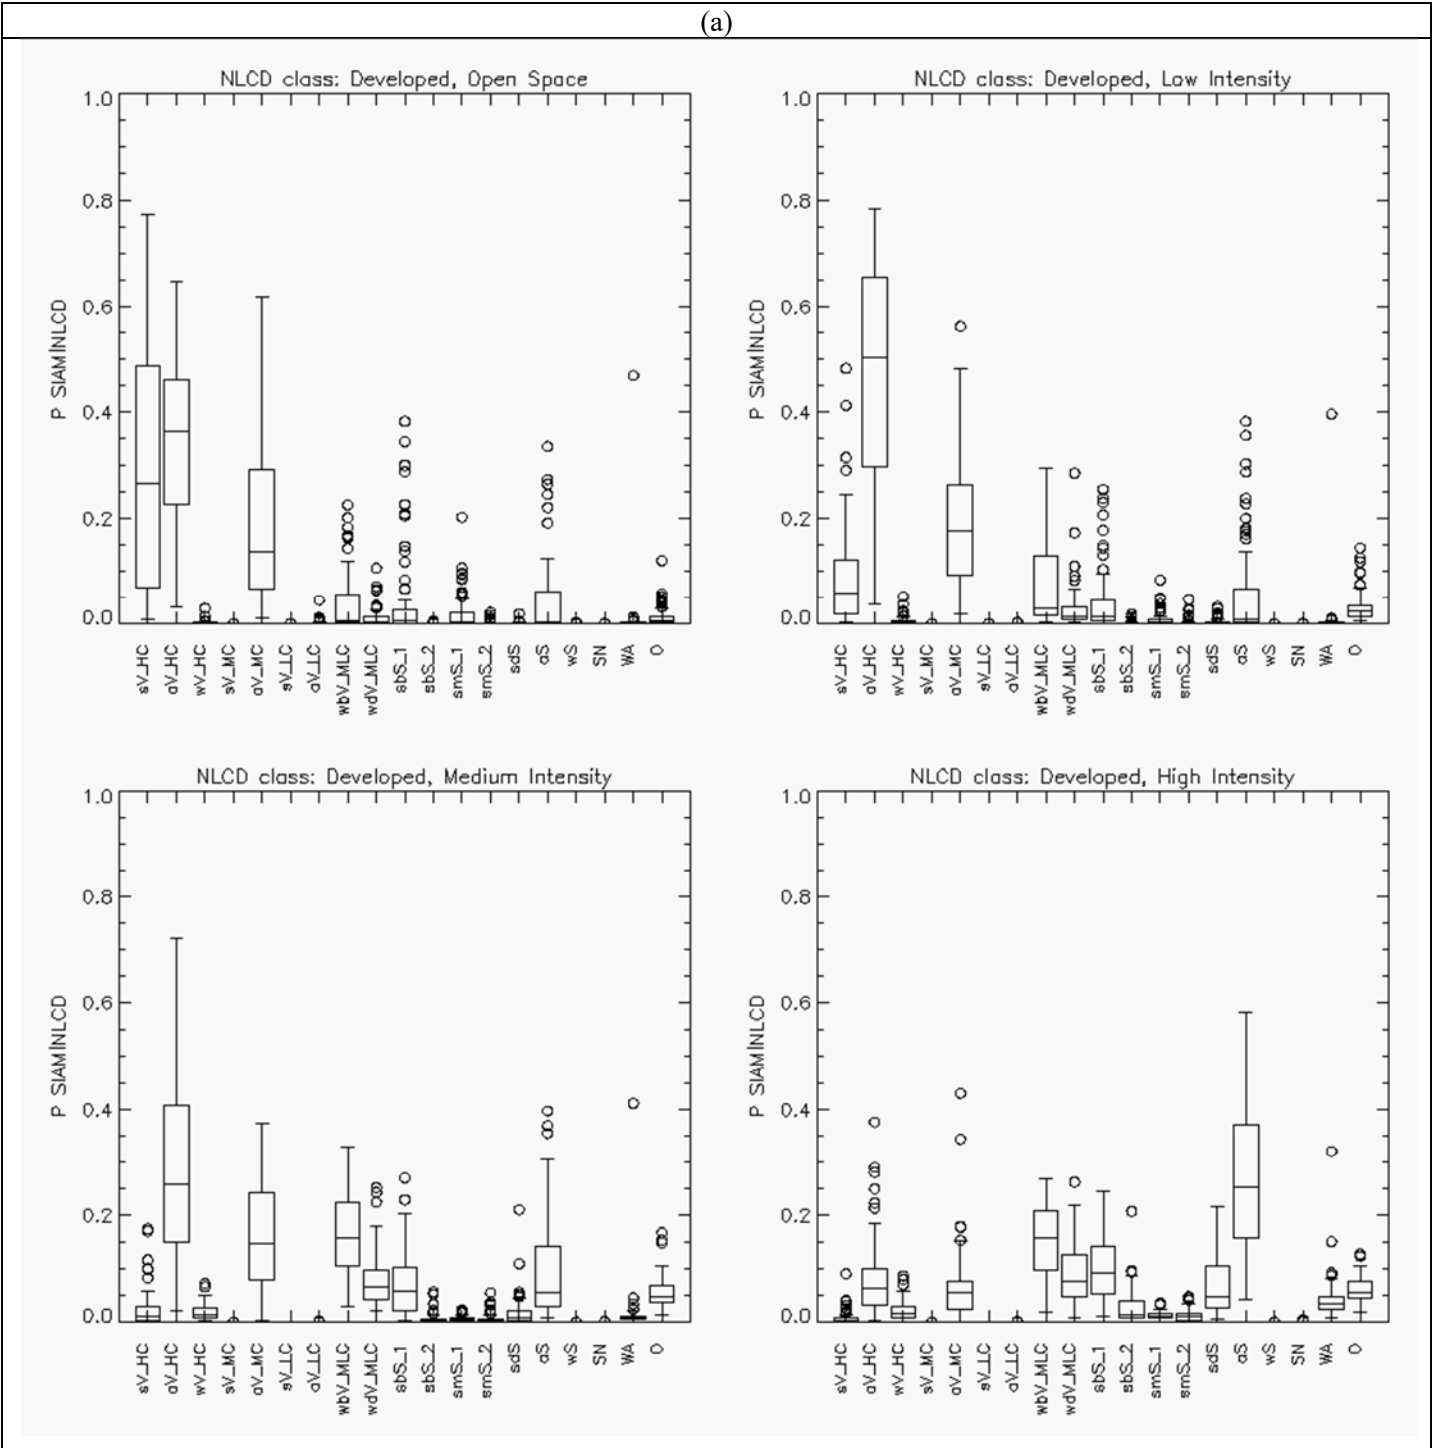 (a)
NLCD class: Developed, Open Space
1.0
0.8
0.6
0.4
0.2
0.0
P SIAM|NLCD
sV_HC
aV_HC
wV_HC
sV_MC
aV_MC
sV_LC
aV_LC
wbV_MLC
wdV_MLC
sbS_1
sbS_2
smS_1
smS_2
sdS
aS
wS
SN
WA
O
NLCD class: Developed, Low Intensity
1.0
0.8
0.6
0.4
0.2
0.0
P SIAM|NLCD
sV_HC
aV_HC
wV_HC
sV_MC
aV_MC
sV_LC
aV_LC
wbV_MLC
wdV_MLC
sbS_1
sbS_2
smS_1
smS_2
sdS
aS
wS
SN
WA
O
NLCD class: Developed, Medium Intensity
1.0
0.8
0.6
0.4
0.2
0.0
P SIAM|NLCD
sV_HC
aV_HC
wV_HC
sV_MC
aV_MC
sV_LC
aV_LC
wbV_MLC
wdV_MLC
sbS_1
sbS_2
smS_1
smS_2
sdS
aS
wS
SN
WA
O
NLCD class: Developed, High Intensity
1.0
0.8
0.6
0.4
0.2
0.0
P SIAM|NLCD
sV_HC
aV_HC
wV_HC
sV_MC
aV_MC
sV_LC
aV_LC
wbV_MLC
wdV_MLC
sbS_1
sbS_2
smS_1
smS_2
sdS
aS
wS
SN
WA
O